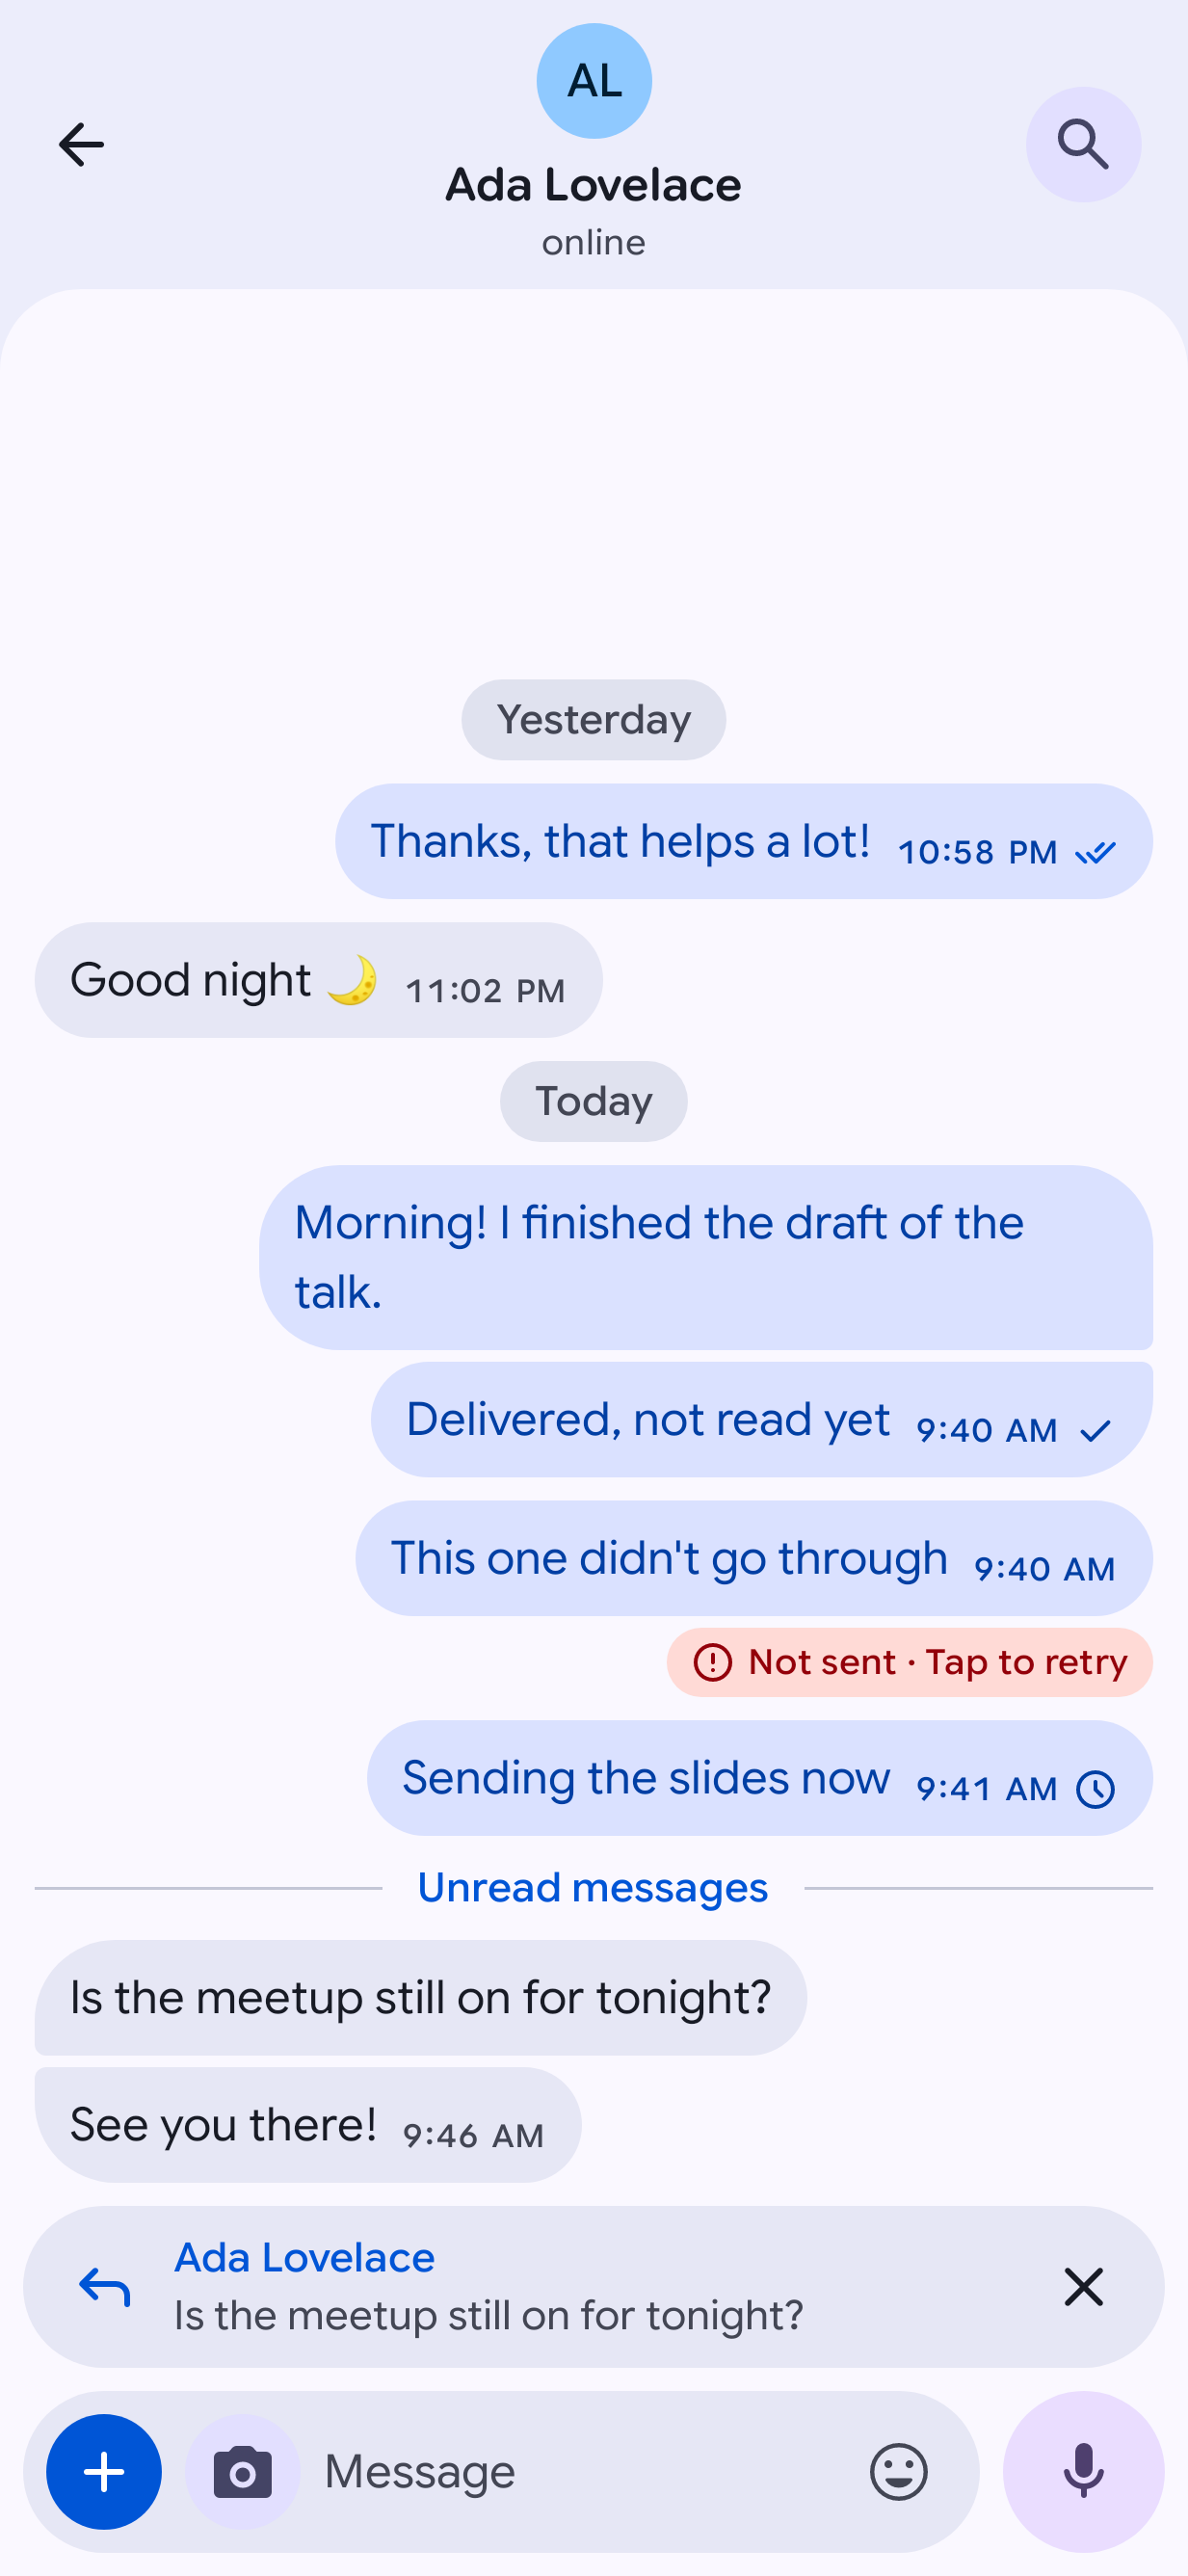 AL
Ada Lovelace
online
Yesterday
Thanks, that helps a lot! 10:58 PM
Good night 🌙 11:02 PM
Today
Morning! I finished the draft of the
talk.
Delivered, not read yet 9:40 AM
This one didn't go through 9:40 AM
Not sent · Tap to retry
Sending the slides now 9:41 AM
Unread messages
Is the meetup still on for tonight?
See you there! 9:46 AM
Ada Lovelace
Is the meetup still on for tonight?
Message